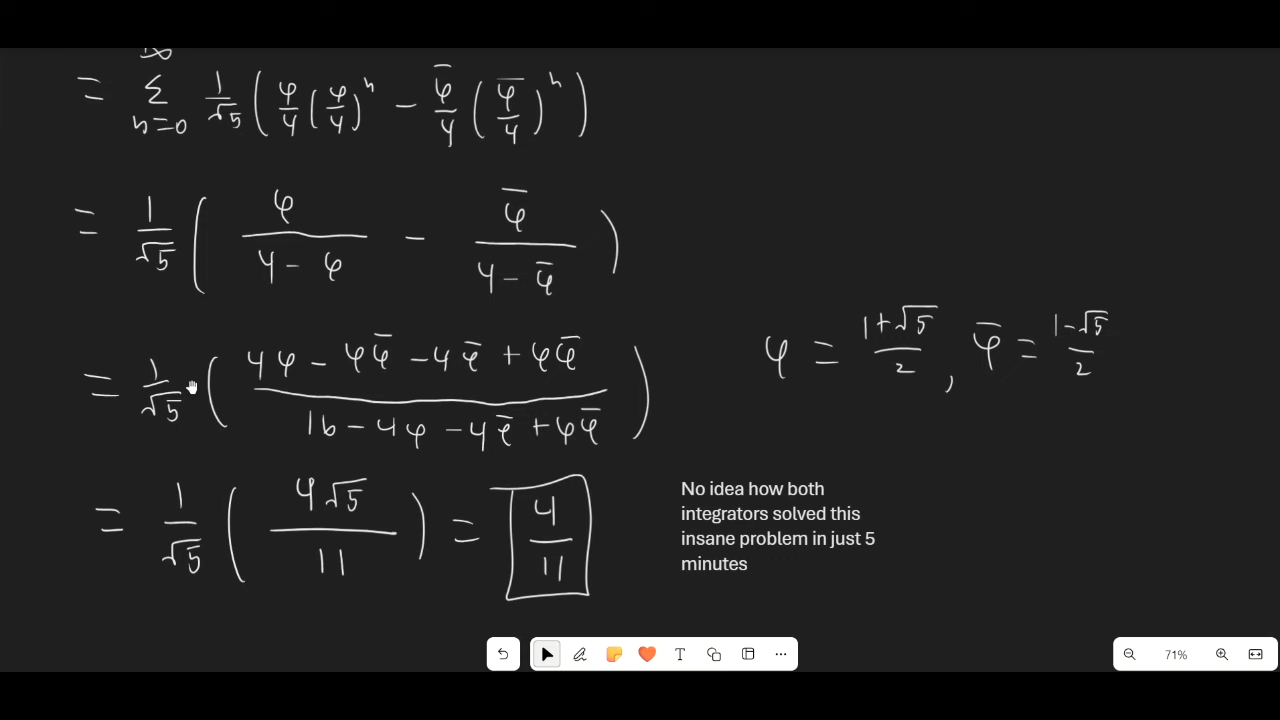 = ∞ Σ n=0 1/√5 ( φ/4 (φ/4)^n − φ̄/4 (φ̄/4)^n )
= 1/√5 ( φ/(4−φ) − φ̄/(4−φ̄) )
= 1/√5 ( (4φ − φφ̄ − 4φ̄ + φφ̄)/(16 − 4φ − 4φ̄ + φφ̄) )
φ = (1+√5)/2 , φ̄ = (1−√5)/2
= 1/√5 ( 4√5/11 ) = 4/11
No idea how both
integrators solved this
insane problem in just 5
minutes
T
71%